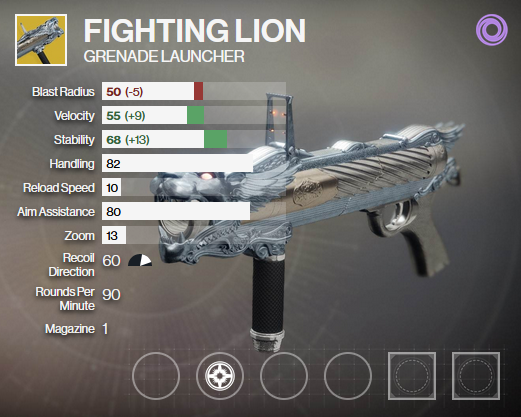 FIGHTING LION
GRENADE LAUNCHER
Blast Radius 50 (-5)
Velocity 55 (+9)
Stability 68 (+13)
Handling 82
Reload Speed 10
Aim Assistance 80
Zoom 13
Recoil
Direction 60
Rounds Per
Minute 90
Magazine 1